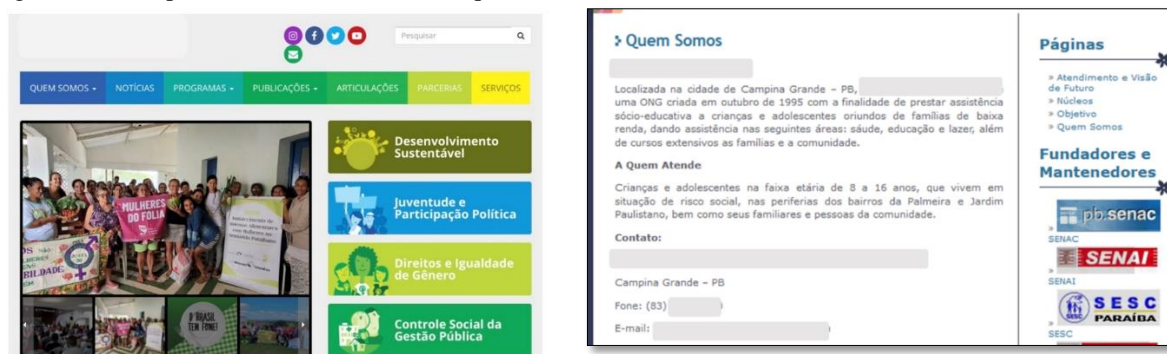 Pesquisar
QUEM SOMOS
NOTÍCIAS
PROGRAMAS
PUBLICAÇÕES
ARTICULAÇÕES
PARCERIAS
SERVIÇOS
MULHERES
DO FOLIA
O BRASIL
TEM FOME!
Desenvolvimento
Sustentável
Juventude e
Participação Política
Direitos e Igualdade
de Gênero
Controle Social da
Gestão Pública
Quem Somos
Localizada na cidade de Campina Grande – PB,
uma ONG criada em outubro de 1995 com a finalidade de prestar assistência
sócio-educativa a crianças e adolescentes oriundos de famílias de baixa
renda, dando assistência nas seguintes áreas: sáude, educação e lazer, além
de cursos extensivos as famílias e a comunidade.
A Quem Atende
Crianças e adolescentes na faixa etária de 8 a 16 anos, que vivem em
situação de risco social, nas periferias dos bairros da Palmeira e Jardim
Paulistano, bem como seus familiares e pessoas da comunidade.
Contato:
Campina Grande – PB
Fone: (83)
E-mail:
Páginas
» Atendimento e Visão
de Futuro
» Núcleos
» Objetivo
» Quem Somos
Fundadores e
Mantenedores
pb.senac
»
SENAC
SENAI
»
SENAI
SESC
PARAÍBA
»
SESC